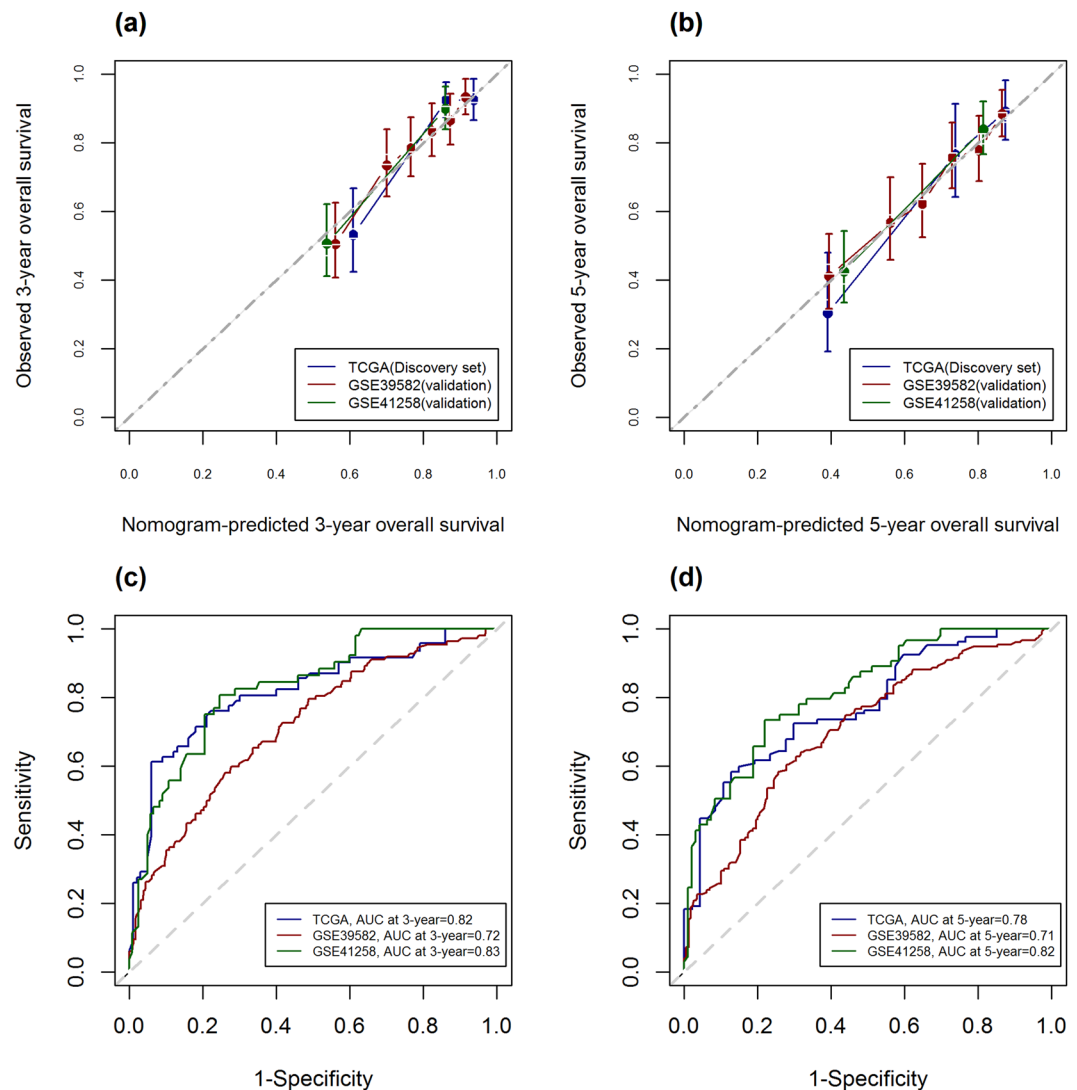 (a)
Observed 3-year overall survival
1.0
0.8
0.6
0.4
0.2
0.0
TCGA(Discovery set)
GSE39582(validation)
GSE41258(validation)
0.0 0.2 0.4 0.6 0.8 1.0
Nomogram-predicted 3-year overall survival
(b)
Observed 5-year overall survival
1.0
0.8
0.6
0.4
0.2
0.0
TCGA(Discovery set)
GSE39582(validation)
GSE41258(validation)
0.0 0.2 0.4 0.6 0.8 1.0
Nomogram-predicted 5-year overall survival
(c)
Sensitivity
1.0
0.8
0.6
0.4
0.2
0.0
TCGA, AUC at 3-year=0.82
GSE39582, AUC at 3-year=0.72
GSE41258, AUC at 3-year=0.83
0.0 0.2 0.4 0.6 0.8 1.0
1-Specificity
(d)
Sensitivity
1.0
0.8
0.6
0.4
0.2
0.0
TCGA, AUC at 5-year=0.78
GSE39582, AUC at 5-year=0.71
GSE41258, AUC at 5-year=0.82
0.0 0.2 0.4 0.6 0.8 1.0
1-Specificity